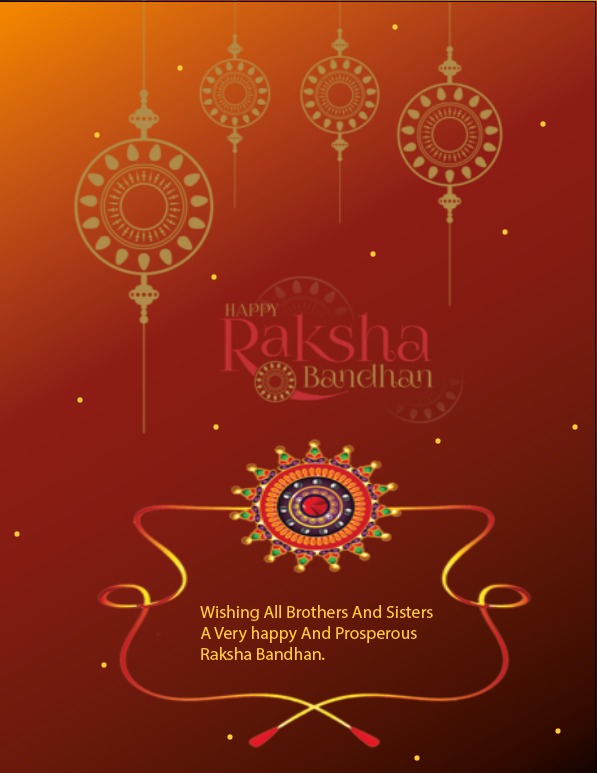 HAPPY
Raksha
Bandhan
Wishing All Brothers And Sisters
A Very happy And Prosperous
Raksha Bandhan.